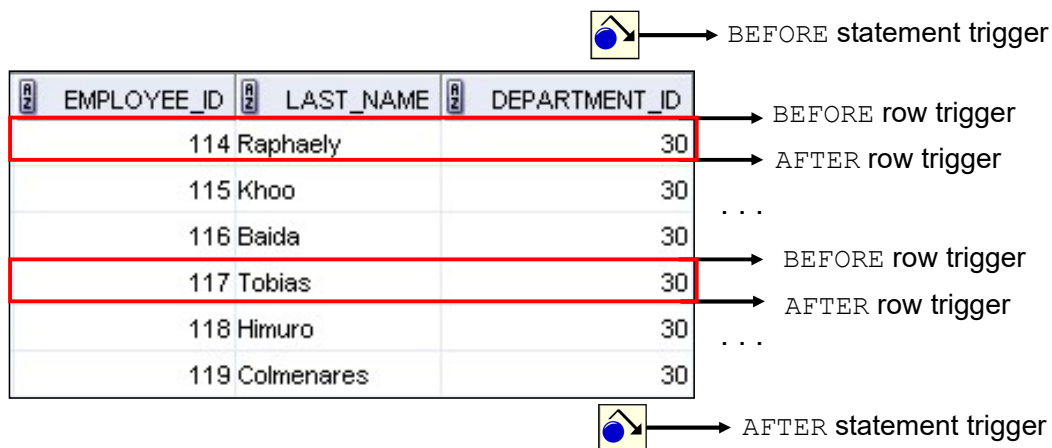 BEFORE statement trigger
EMPLOYEE_ID LAST_NAME DEPARTMENT_ID
BEFORE row trigger
114 Raphaely 30
AFTER row trigger
115 Khoo 30
. . .
116 Baida 30
BEFORE row trigger
117 Tobias 30
AFTER row trigger
118 Himuro 30
. . .
119 Colmenares 30
AFTER statement trigger